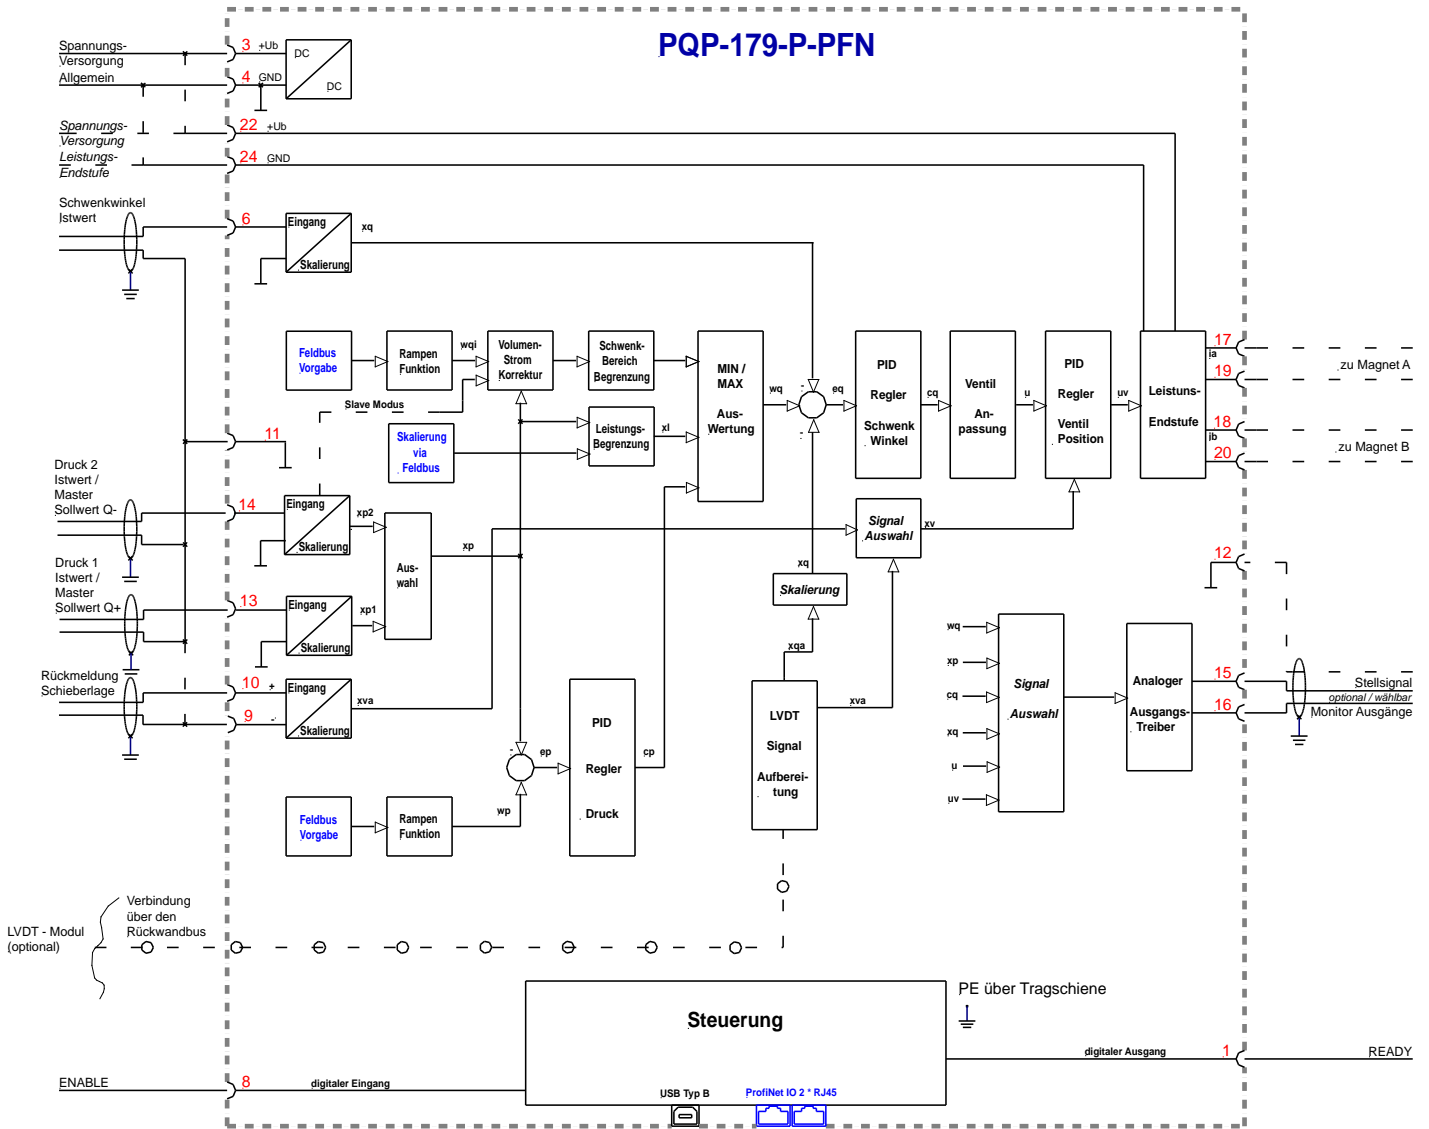 PQP-179-P-PFN
Spannungs-
Versorgung
Allgemein
3
+Ub
4
GND
DC
DC
Spannungs-
Versorgung
Leistungs-
Endstufe
22
+Ub
24
GND
Schwenkwinkel
Istwert
6
Eingang
Skalierung
xq
Feldbus
Vorgabe
Rampen
Funktion
wqi
Volumen-
Strom
Korrektur
Schwenk-
Bereich
Begrenzung
MIN /
MAX
Aus-
Wertung
wq
-
-
eq
PID
Regler
Schwenk
Winkel
cq
Ventil
An-
passung
u
PID
Regler
Ventil
Position
uv
Leistuns-
Endstufe
17
ia
19
zu Magnet A
18
ib
20
zu Magnet B
Slave Modus
Skalierung
via
Feldbus
Leistungs-
Begrenzung
xl
11
Druck 2
Istwert /
Master
Sollwert Q-
14
Eingang
Skalierung
xp2
Aus-
wahl
xp
Signal
Auswahl
xv
Druck 1
Istwert /
Master
Sollwert Q+
13
Eingang
Skalierung
xp1
xq
Skalierung
xqa
12
Rückmeldung
Schieberlage
10
+
9
-
Eingang
Skalierung
xva
LVDT
Signal
Aufberei-
tung
xva
wq
xp
cq
xq
u
uv
Signal
Auswahl
Analoger
Ausgangs-
Treiber
15
16
Stellsignal
optional / wählbar
Monitor Ausgänge
-
ep
wp
PID
Regler
Druck
cp
Feldbus
Vorgabe
Rampen
Funktion
LVDT - Modul
(optional)
Verbindung
über den
Rückwandbus
Steuerung
PE über Tragschiene
digitaler Ausgang
1
READY
ENABLE
8
digitaler Eingang
USB Typ B
ProfiNet IO 2 * RJ45